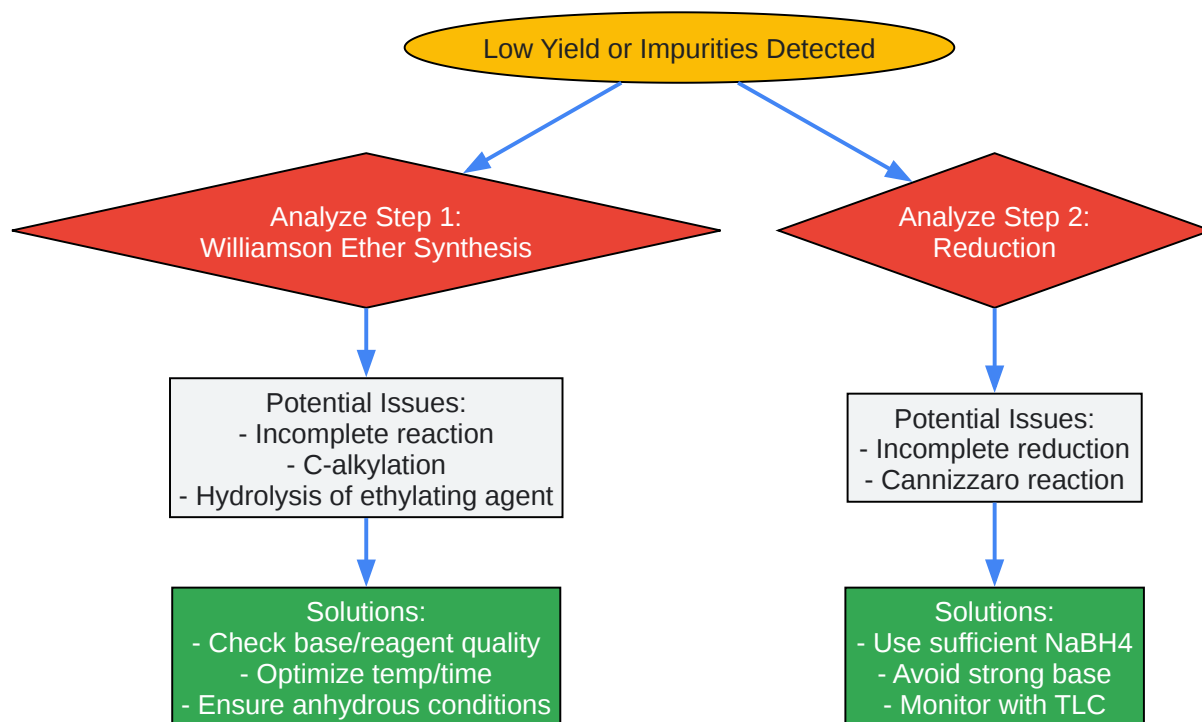 Low Yield or Impurities Detected
Analyze Step 1:
Williamson Ether Synthesis
Analyze Step 2:
Reduction
Potential Issues:
- Incomplete reaction
- C-alkylation
- Hydrolysis of ethylating agent
Potential Issues:
- Incomplete reduction
- Cannizzaro reaction
Solutions:
- Check base/reagent quality
- Optimize temp/time
- Ensure anhydrous conditions
Solutions:
- Use sufficient NaBH4
- Avoid strong base
- Monitor with TLC